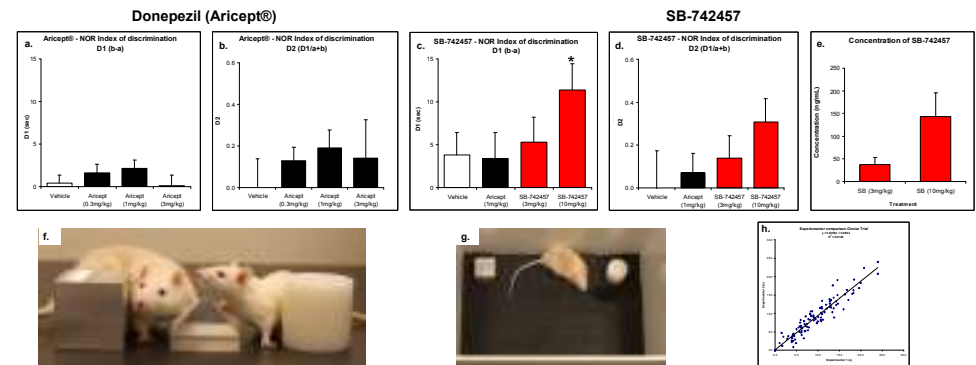 Donepezil (Aricept®)
SB-742457
a.
Aricept® - NOR Index of discrimination
D1 (b-a)
D1 (sec)
15
10
5
0
Vehicle
Aricept
(0.3mg/kg)
Aricept
(1mg/kg)
Aricept
(3mg/kg)
b.
Aricept® - NOR Index of discrimination
D2 (D1/a+b)
D2
0.6
0.4
0.2
0.0
Vehicle
Aricept
(0.3mg/kg)
Aricept
(1mg/kg)
Aricept
(3mg/kg)
c.
SB-742457 - NOR Index of discrimination
D1 (b-a)
D1 (sec)
15
10
5
0
*
Vehicle
Aricept
(1mg/kg)
SB-742457
(3mg/kg)
SB-742457
(10mg/kg)
d.
SB-742457 - NOR Index of discrimination
D2 (D1/a+b)
D2
0.6
0.4
0.2
0.0
Vehicle
Aricept
(1mg/kg)
SB-742457
(3mg/kg)
SB-742457
(10mg/kg)
e.
Concentration of SB-742457
Concentration (ng/mL)
250
200
150
100
50
0
SB (3mg/kg)
SB (10mg/kg)
Treatment
f.
g.
h.
Experimenter comparison-Choice Trial